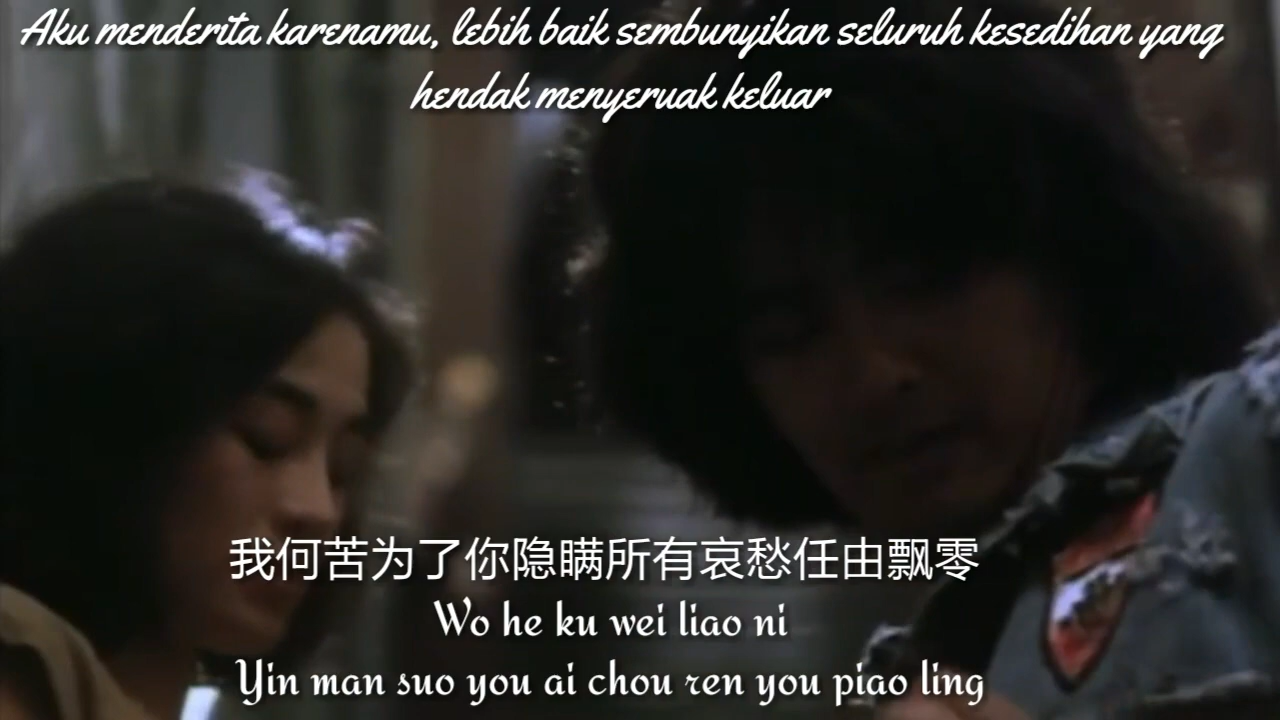 Aku menderita karenamu, lebih baik sembunyikan seluruh kesedihan yang
hendak menyeruak keluar
我何苦为了你隐瞒所有哀愁任由飘零
Wo he ku wei liao ni
Yin man suo you ai chou ren you piao ling